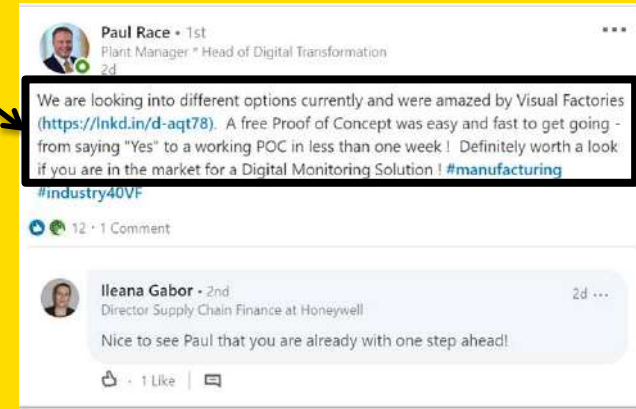 Paul Race • 1st
Plant Manager * Head of Digital Transformation
2d
We are looking into different options currently and were amazed by Visual Factories
(https://lnkd.in/d-aqt78). A free Proof of Concept was easy and fast to get going -
from saying "Yes" to a working POC in less than one week ! Definitely worth a look
if you are in the market for a Digital Monitoring Solution ! #manufacturing
#industry40VF
12 · 1 Comment
Ileana Gabor • 2nd
2d
Director Supply Chain Finance at Honeywell
Nice to see Paul that you are already with one step ahead!
· 1 Like